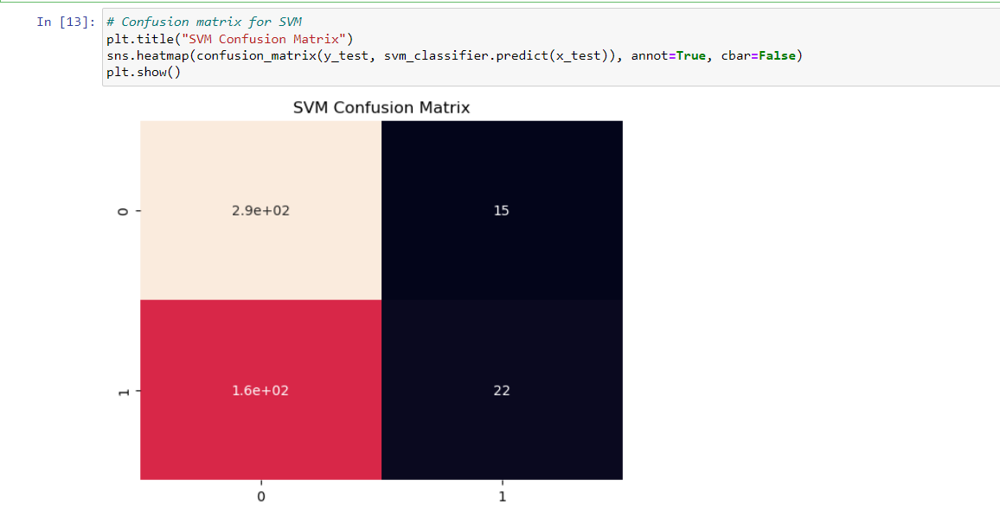 In [13]: # Confusion matrix for SVM
plt.title("SVM Confusion Matrix")
sns.heatmap(confusion_matrix(y_test, svm_classifier.predict(x_test)), annot=True, cbar=False)
plt.show()
SVM Confusion Matrix
0 2.9e+02 15
1 1.6e+02 22
0 1